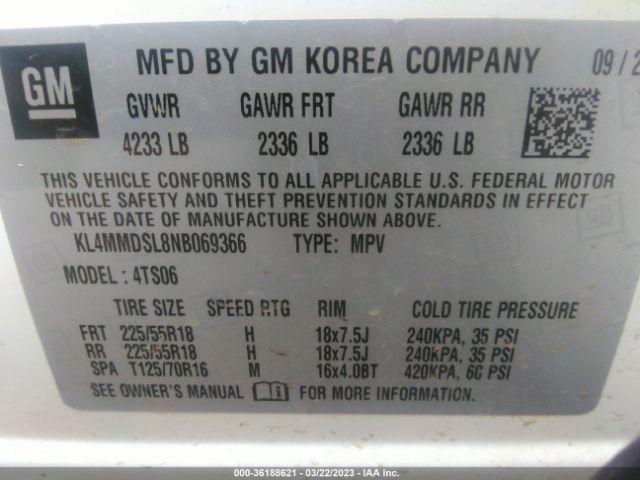 GM
MFD BY GM KOREA COMPANY 09/2
GVWR GAWR FRT GAWR RR
4233 LB 2336 LB 2336 LB
THIS VEHICLE CONFORMS TO ALL APPLICABLE U.S. FEDERAL MOTOR
VEHICLE SAFETY AND THEFT PREVENTION STANDARDS IN EFFECT
ON THE DATE OF MANUFACTURE SHOWN ABOVE.
KL4MMDSL8NB069366 TYPE: MPV
MODEL: 4TS06
TIRE SIZE SPEED RTG RIM COLD TIRE PRESSURE
FRT 225/55R18 H 18x7.5J 240KPA, 35 PSI
RR 225/55R18 H 18x7.5J 240KPA, 35 PSI
SPA T125/70R16 M 16x4.0BT 420KPA, 60 PSI
SEE OWNER'S MANUAL FOR MORE INFORMATION.
000-36188621 - 03/22/2023 - IAA Inc.